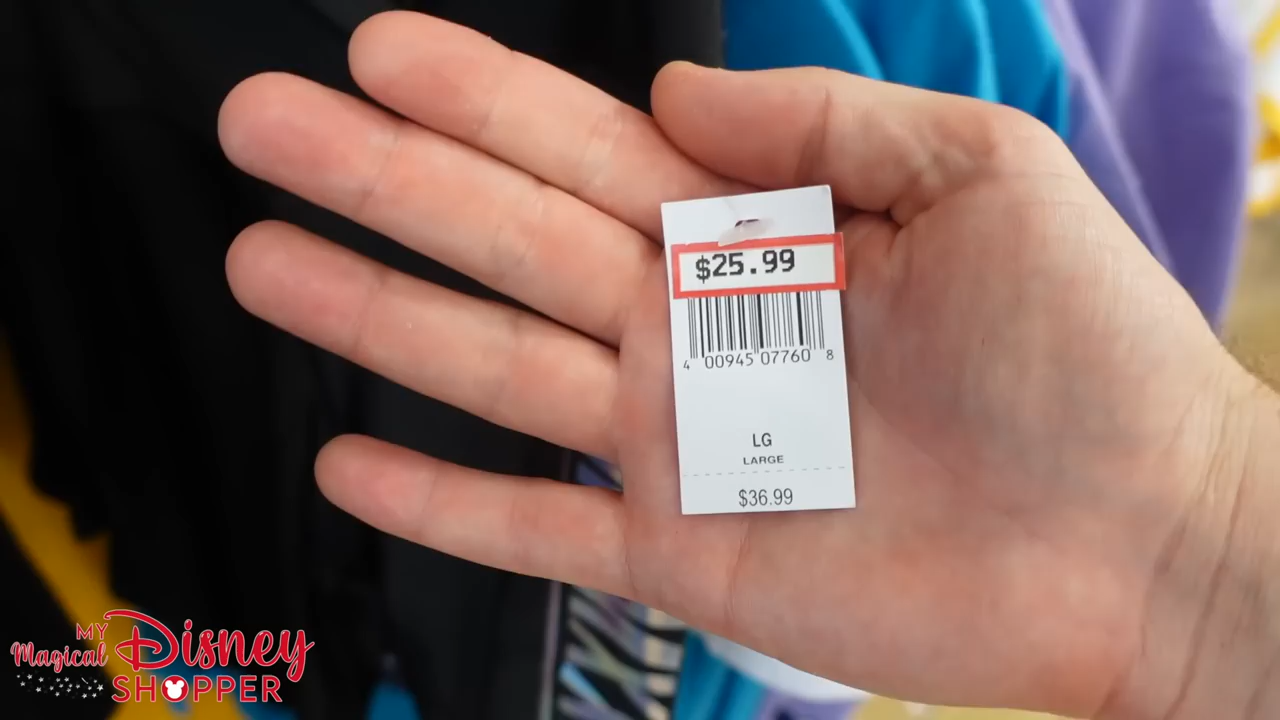 $25.99
4 00945 07760 8
LG
LARGE
$36.99
MY
Magical Disney
SHOPPER